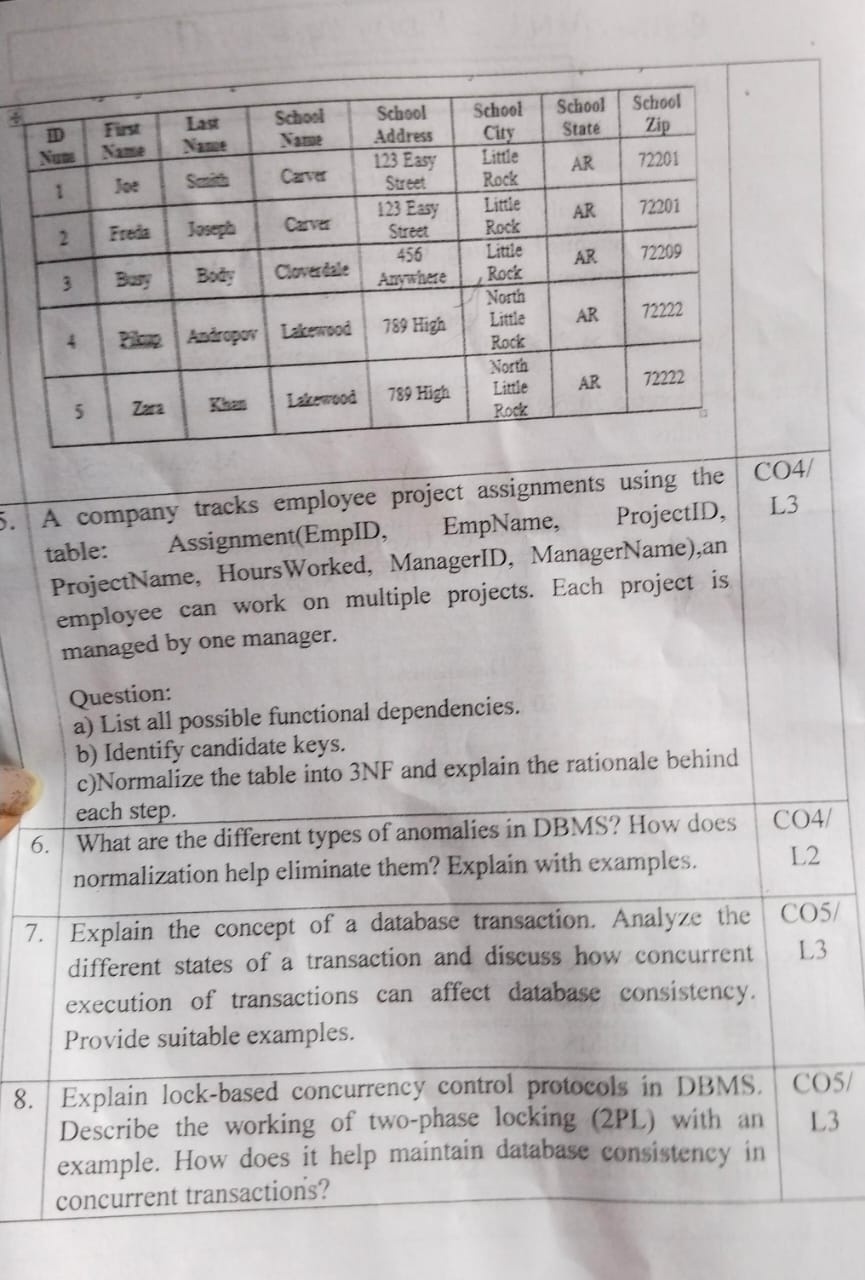 ID Num First Name Last Name School Name School Address School City School State School Zip
1 Joe Smith Carver 123 Easy Street Little Rock AR 72201
2 Freda Joseph Carver 123 Easy Street Little Rock AR 72201
3 Busy Body Cloverdale 456 Anywhere Little Rock AR 72209
4 Andropov Lakewood 789 High North Little Rock AR 72222
5 Zara Khan Lakewood 789 High North Little Rock AR 72222
5. A company tracks employee project assignments using the CO4/
table: Assignment(EmpID, EmpName, ProjectID, L3
ProjectName, HoursWorked, ManagerID, ManagerName),an
employee can work on multiple projects. Each project is
managed by one manager.
Question:
a) List all possible functional dependencies.
b) Identify candidate keys.
c)Normalize the table into 3NF and explain the rationale behind
each step.
6. What are the different types of anomalies in DBMS? How does CO4/
normalization help eliminate them? Explain with examples. L2
7. Explain the concept of a database transaction. Analyze the CO5/
different states of a transaction and discuss how concurrent L3
execution of transactions can affect database consistency.
Provide suitable examples.
8. Explain lock-based concurrency control protocols in DBMS. CO5/
Describe the working of two-phase locking (2PL) with an L3
example. How does it help maintain database consistency in
concurrent transactions?